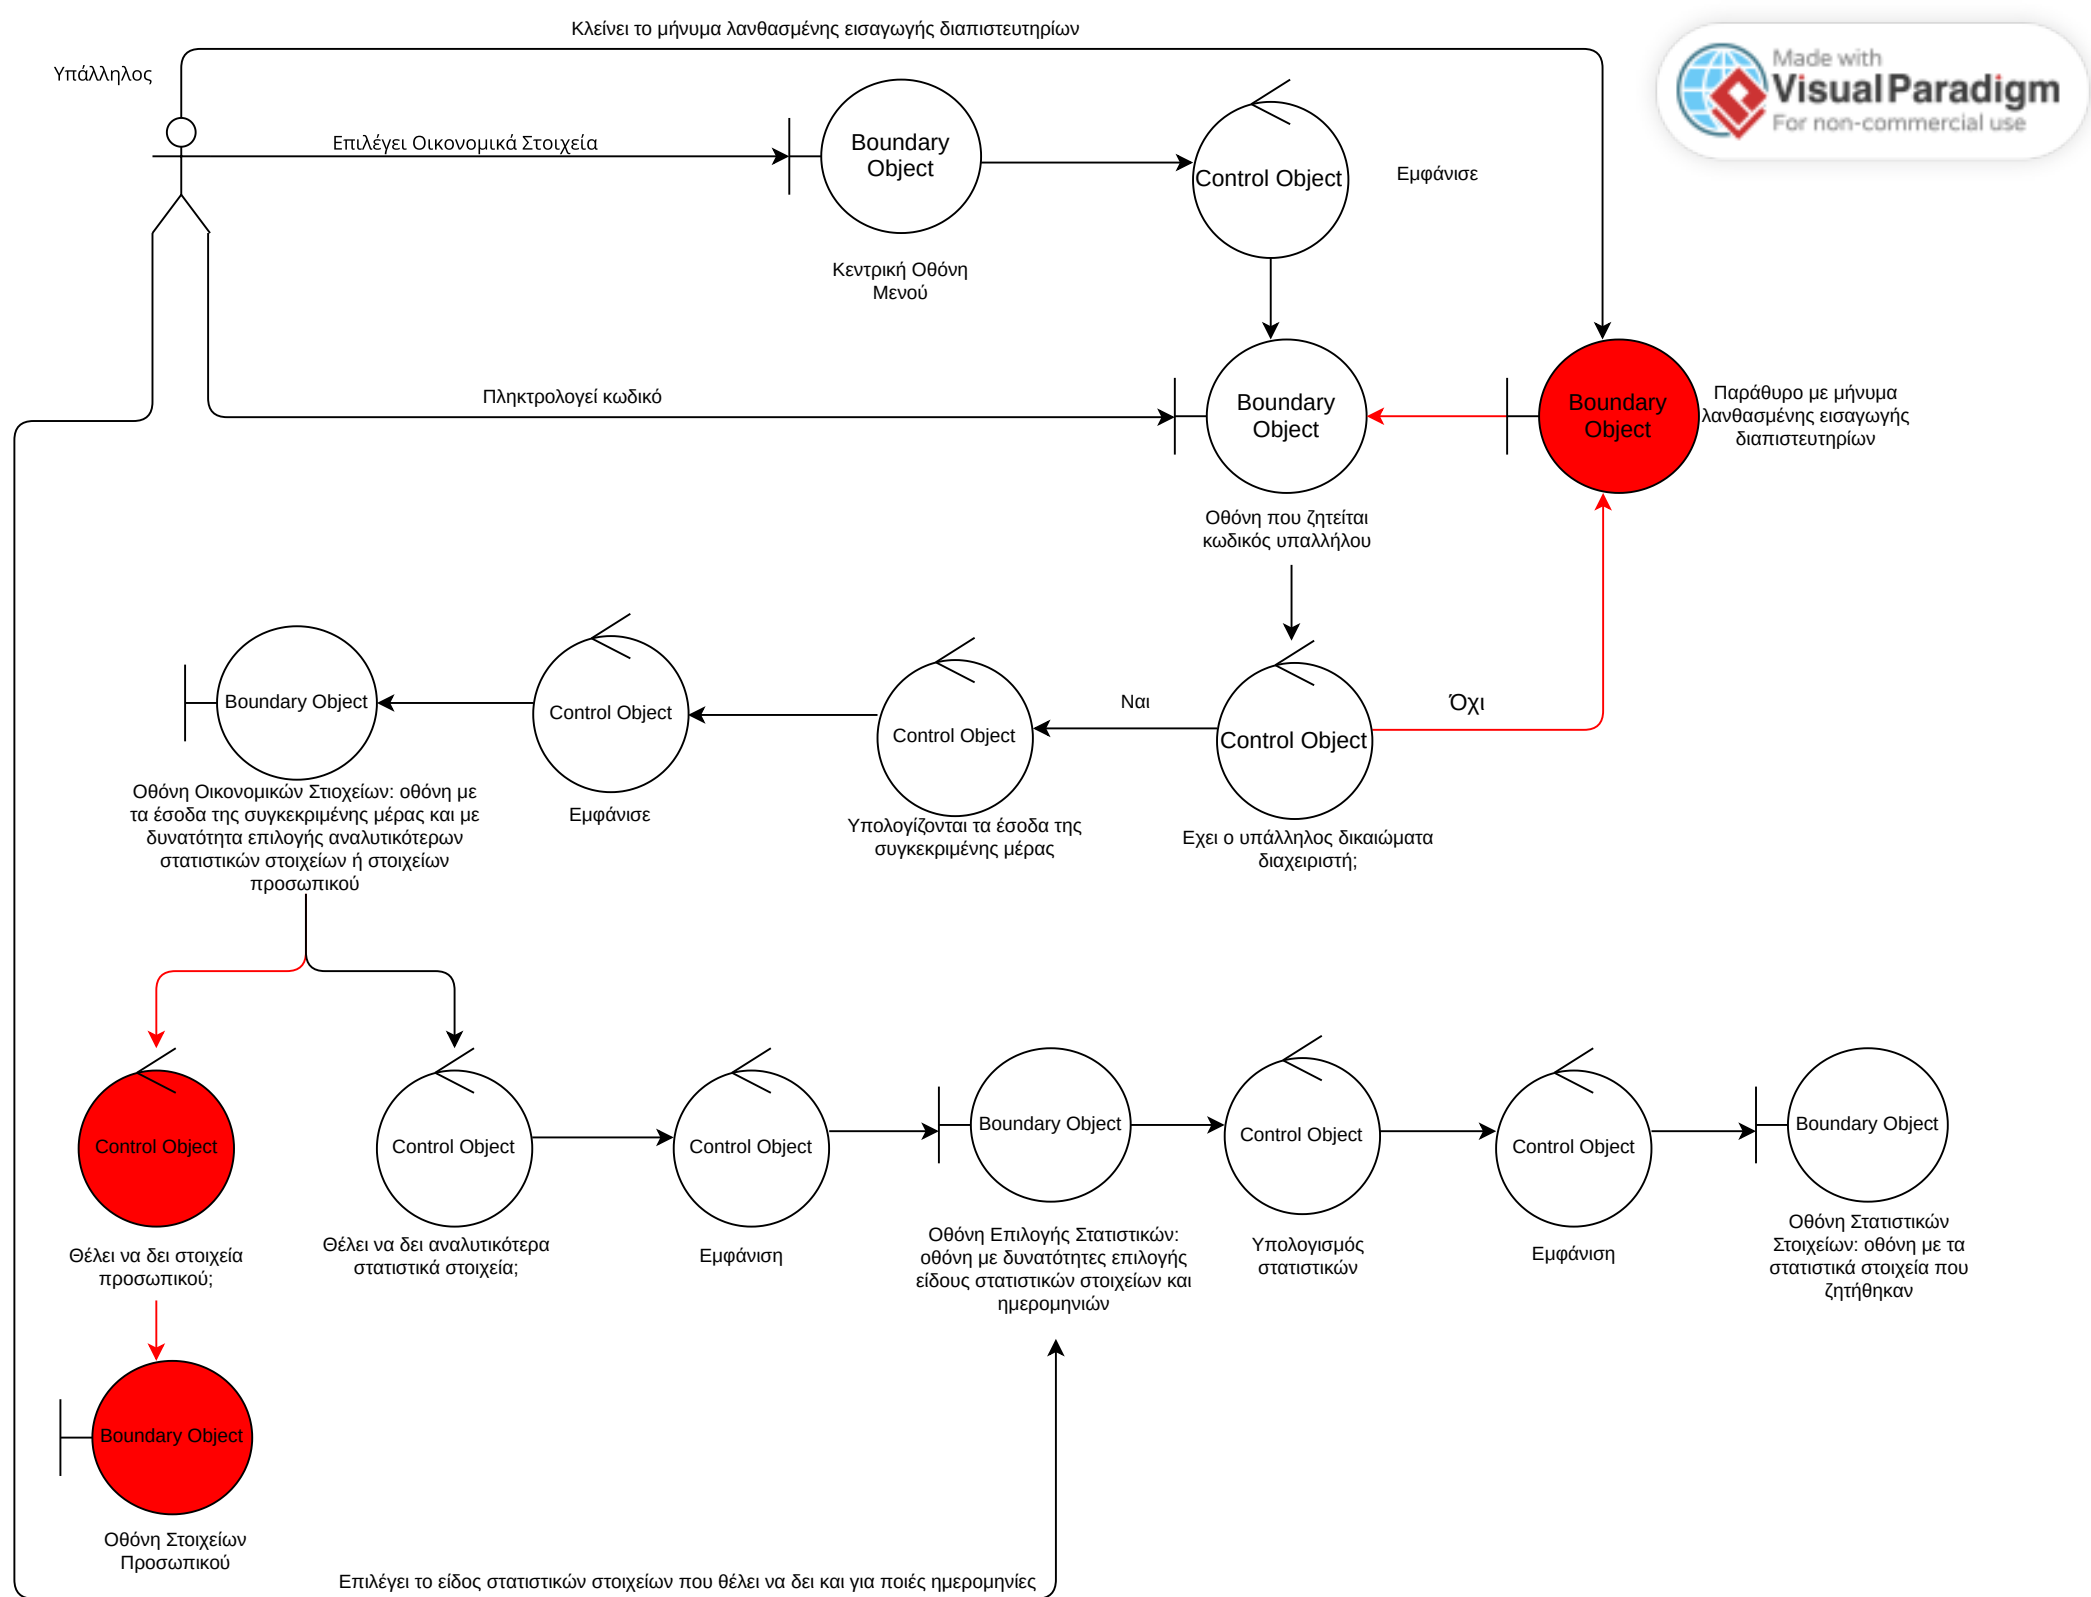 Κλείνει το μήνυμα λανθασμένης εισαγωγής διαπιστευτηρίων
Made with
Visual Paradigm
For non-commercial use
Υπάλληλος
Επιλέγει Οικονομικά Στοιχεία
Boundary
Object
Control Object
Εμφάνισε
Κεντρική Οθόνη
Μενού
Πληκτρολογεί κωδικό
Boundary
Object
Boundary
Object
Παράθυρο με μήνυμα
λανθασμένης εισαγωγής
διαπιστευτηρίων
Οθόνη που ζητείται
κωδικός υπαλλήλου
Boundary Object
Control Object
Control Object
Ναι
Control Object
Όχι
Οθόνη Οικονομικών Στιοχείων: οθόνη με
τα έσοδα της συγκεκριμένης μέρας και με
δυνατότητα επιλογής αναλυτικότερων
στατιστικών στοιχείων ή στοιχείων
προσωπικού
Εμφάνισε
Υπολογίζονται τα έσοδα της
συγκεκριμένης μέρας
Εχει ο υπάλληλος δικαιώματα
διαχειριστή;
Control Object
Control Object
Control Object
Boundary Object
Control Object
Control Object
Boundary Object
Θέλει να δει στοιχεία
προσωπικού;
Θέλει να δει αναλυτικότερα
στατιστικά στοιχεία;
Εμφάνιση
Οθόνη Επιλογής Στατιστικών:
οθόνη με δυνατότητες επιλογής
είδους στατιστικών στοιχείων και
ημερομηνιών
Υπολογισμός
στατιστικών
Εμφάνιση
Οθόνη Στατιστικών
Στοιχείων: οθόνη με τα
στατιστικά στοιχεία που
ζητήθηκαν
Boundary Object
Οθόνη Στοιχείων
Προσωπικού
Επιλέγει το είδος στατιστικών στοιχείων που θέλει να δει και για ποιές ημερομηνίες